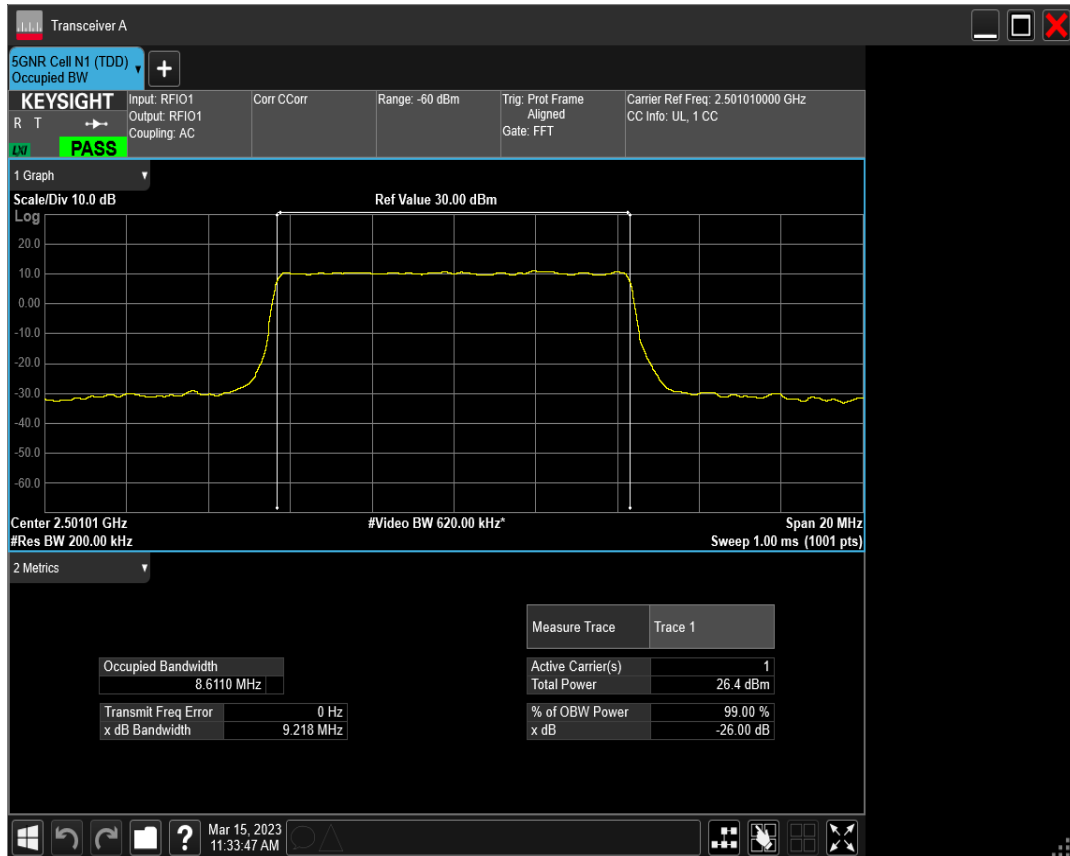 Transceiver A
5GNR Cell N1 (TDD)
Occupied BW
KEYSIGHT
R T
LXI
PASS
Input: RFIO1
Output: RFIO1
Coupling: AC
Corr CCorr
Range: -60 dBm
Trig: Prot Frame
Aligned
Gate: FFT
Carrier Ref Freq: 2.501010000 GHz
CC Info: UL, 1 CC
1 Graph
Scale/Div 10.0 dB
Ref Value 30.00 dBm
Log
20.0
10.0
0.00
-10.0
-20.0
-30.0
-40.0
-50.0
-60.0
Center 2.50101 GHz
#Video BW 620.00 kHz*
Span 20 MHz
#Res BW 200.00 kHz
Sweep 1.00 ms (1001 pts)
2 Metrics
Measure Trace
Trace 1
Occupied Bandwidth
8.6110 MHz
Active Carrier(s)
1
Total Power
26.4 dBm
Transmit Freq Error
0 Hz
% of OBW Power
99.00 %
x dB Bandwidth
9.218 MHz
x dB
-26.00 dB
?
Mar 15, 2023
11:33:47 AM